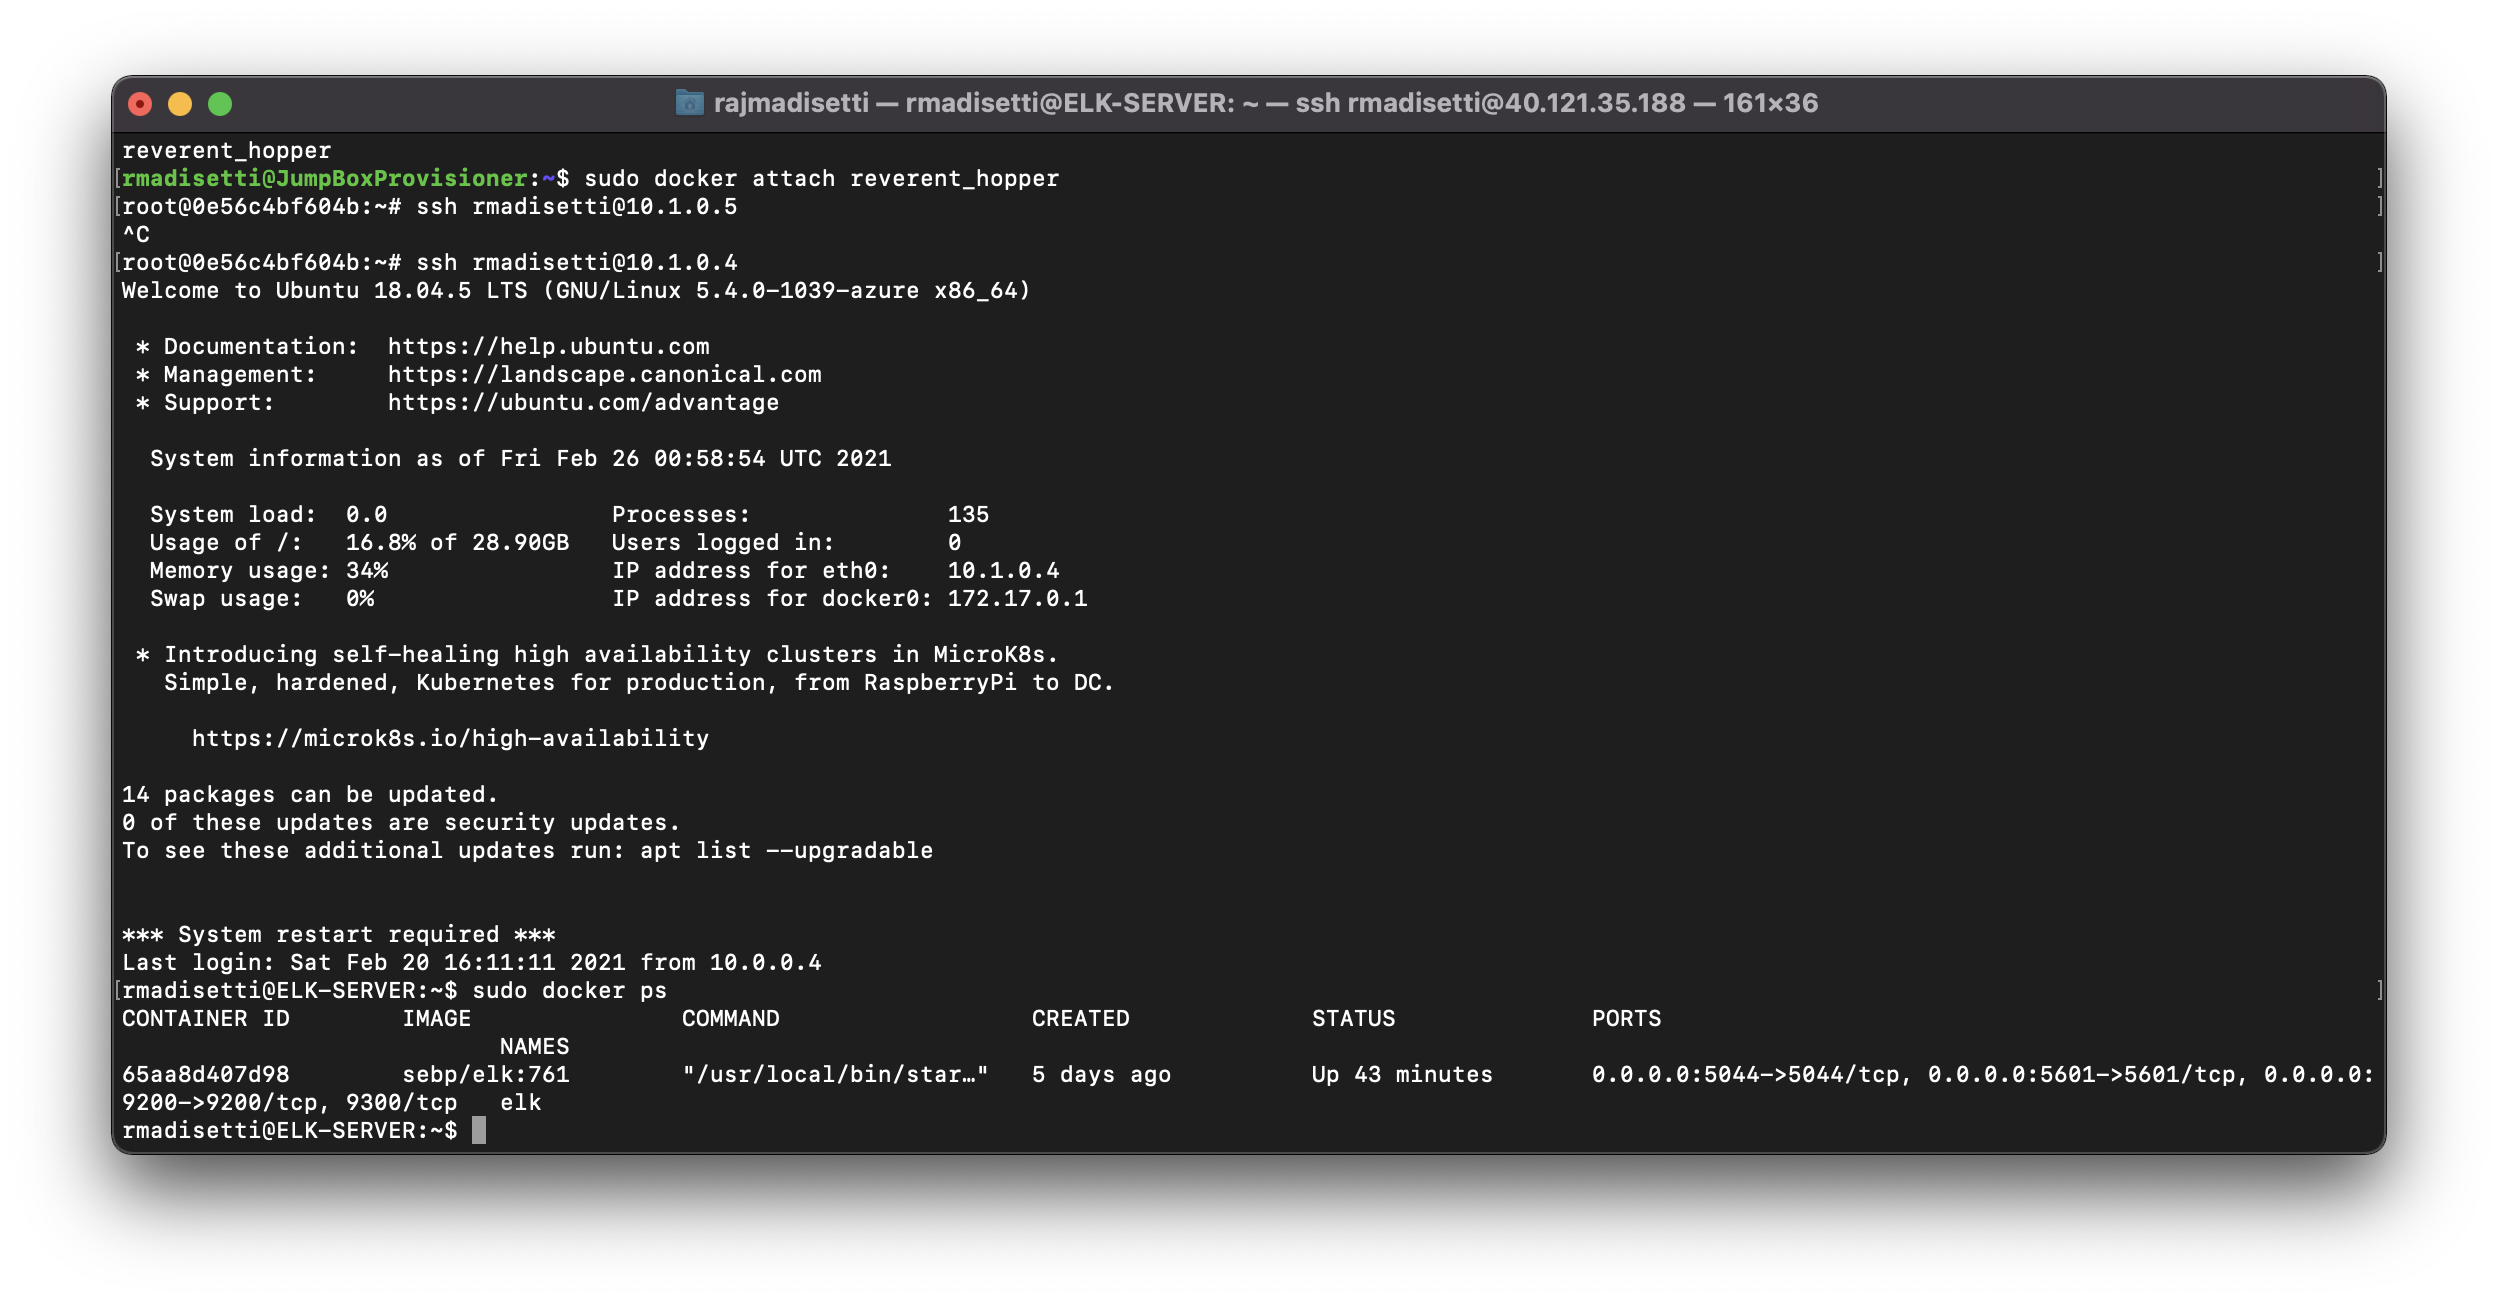 rajmadisetti — rmadisetti@ELK-SERVER: ~ — ssh rmadisetti@40.121.35.188 — 161×36
reverent_hopper
[rmadisetti@JumpBoxProvisioner:~$ sudo docker attach reverent_hopper ]
[root@0e56c4bf604b:~# ssh rmadisetti@10.1.0.5 ]
^C
[root@0e56c4bf604b:~# ssh rmadisetti@10.1.0.4 ]
Welcome to Ubuntu 18.04.5 LTS (GNU/Linux 5.4.0-1039-azure x86_64)

 * Documentation:  https://help.ubuntu.com
 * Management:     https://landscape.canonical.com
 * Support:        https://ubuntu.com/advantage

  System information as of Fri Feb 26 00:58:54 UTC 2021

  System load:  0.0                Processes:              135
  Usage of /:   16.8% of 28.90GB   Users logged in:        0
  Memory usage: 34%                IP address for eth0:    10.1.0.4
  Swap usage:   0%                 IP address for docker0: 172.17.0.1

 * Introducing self-healing high availability clusters in MicroK8s.
   Simple, hardened, Kubernetes for production, from RaspberryPi to DC.

     https://microk8s.io/high-availability

14 packages can be updated.
0 of these updates are security updates.
To see these additional updates run: apt list --upgradable


*** System restart required ***
Last login: Sat Feb 20 16:11:11 2021 from 10.0.0.4
[rmadisetti@ELK-SERVER:~$ sudo docker ps ]
CONTAINER ID        IMAGE               COMMAND                  CREATED             STATUS              PORTS
                           NAMES
65aa8d407d98        sebp/elk:761        "/usr/local/bin/star…"   5 days ago          Up 43 minutes       0.0.0.0:5044->5044/tcp, 0.0.0.0:5601->5601/tcp, 0.0.0.0:
9200->9200/tcp, 9300/tcp   elk
rmadisetti@ELK-SERVER:~$